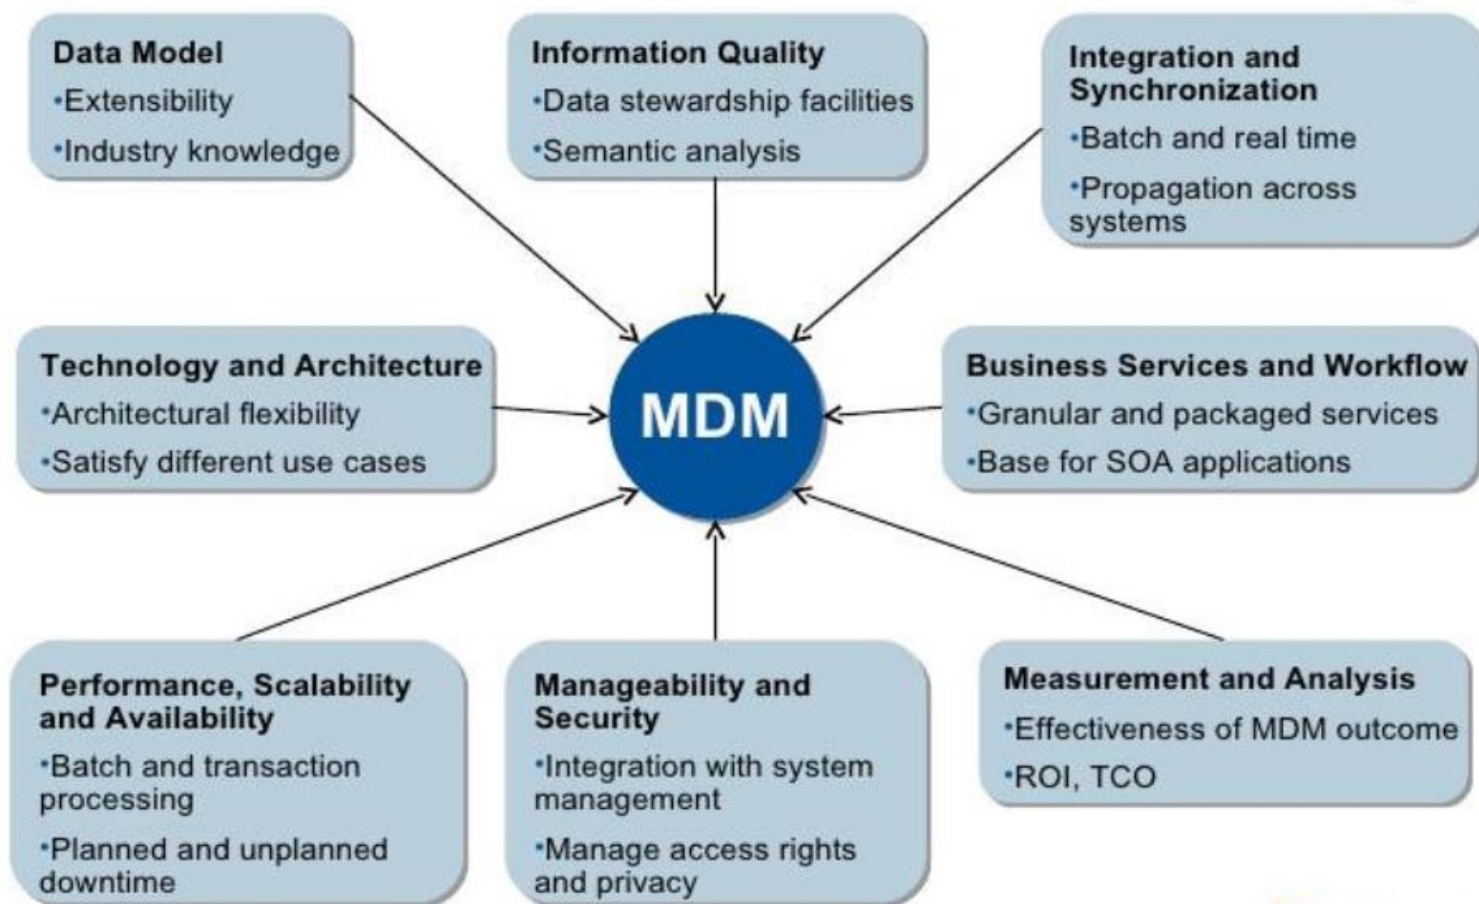 Data Model
•Extensibility
•Industry knowledge
Information Quality
•Data stewardship facilities
•Semantic analysis
Integration and
Synchronization
•Batch and real time
•Propagation across
systems
Technology and Architecture
•Architectural flexibility
•Satisfy different use cases
MDM
Business Services and Workflow
•Granular and packaged services
•Base for SOA applications
Performance, Scalability
and Availability
•Batch and transaction
processing
•Planned and unplanned
downtime
Manageability and
Security
•Integration with system
management
•Manage access rights
and privacy
Measurement and Analysis
•Effectiveness of MDM outcome
•ROI, TCO